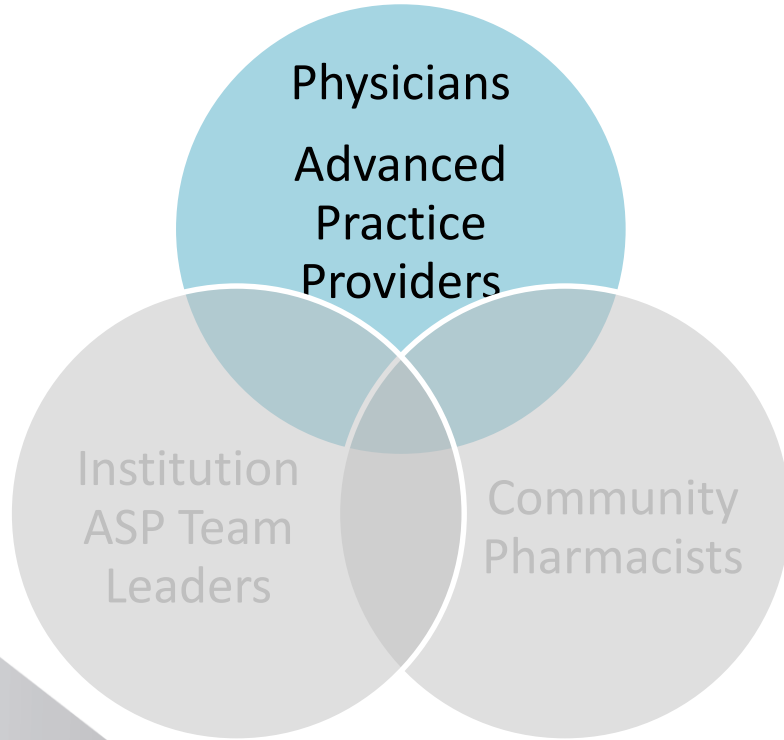 Physicians
Advanced
Practice
Providers
Institution
ASP Team
Leaders
Community
Pharmacists